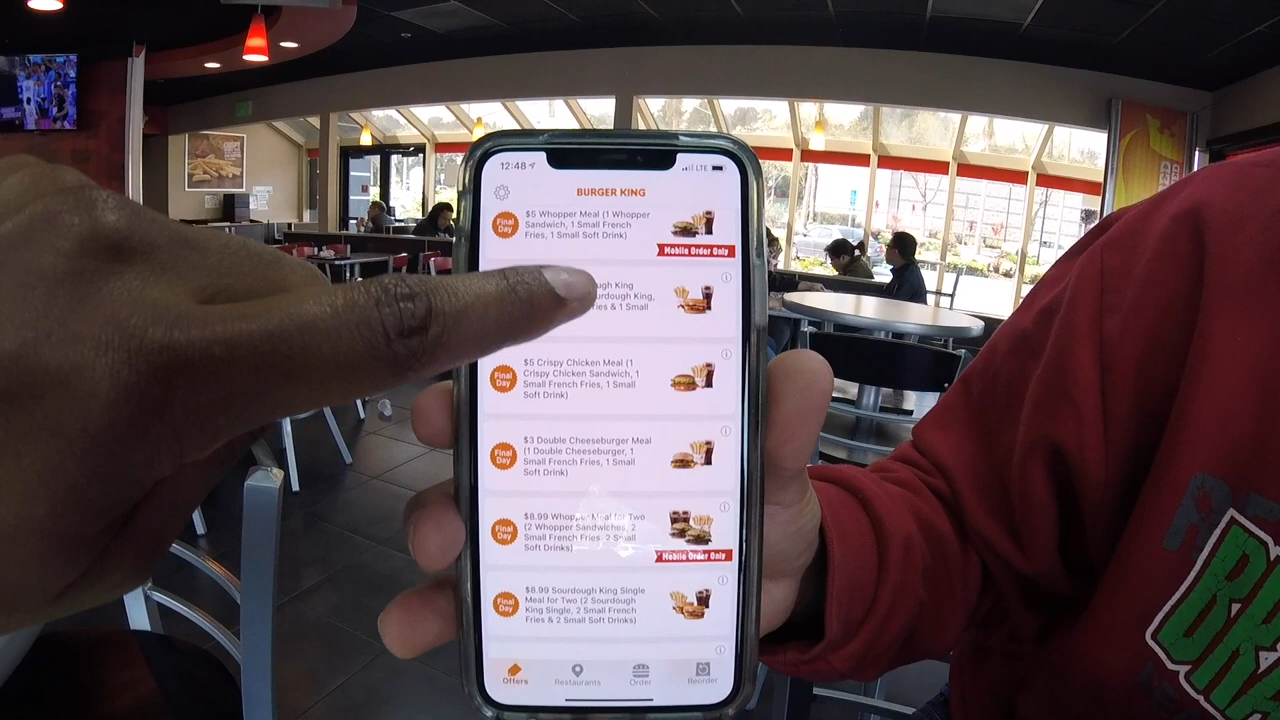 12:48
LTE
BURGER KING
Final
Day
$5 Whopper Meal (1 Whopper
Sandwich, 1 Small French
Fries, 1 Small Soft Drink)
Mobile Order Only
King
King,
Fries & 1 Small
Final
Day
$5 Crispy Chicken Meal (1
Crispy Chicken Sandwich, 1
Small French Fries, 1 Small
Soft Drink)
Final
Day
$3 Double Cheeseburger Meal
(1 Double Cheeseburger, 1
Small French Fries, 1 Small
Soft Drink)
Final
Day
$8.99 Whopper Meal for Two
(2 Whopper Sandwiches, 2
Small French Fries, 2 Small
Soft Drinks)
Mobile Order Only
Final
Day
$8.99 Sourdough King Single
Meal for Two (2 Sourdough
King Single, 2 Small French
Fries & 2 Small Soft Drinks)
Offers
Restaurants
Order
Reorder